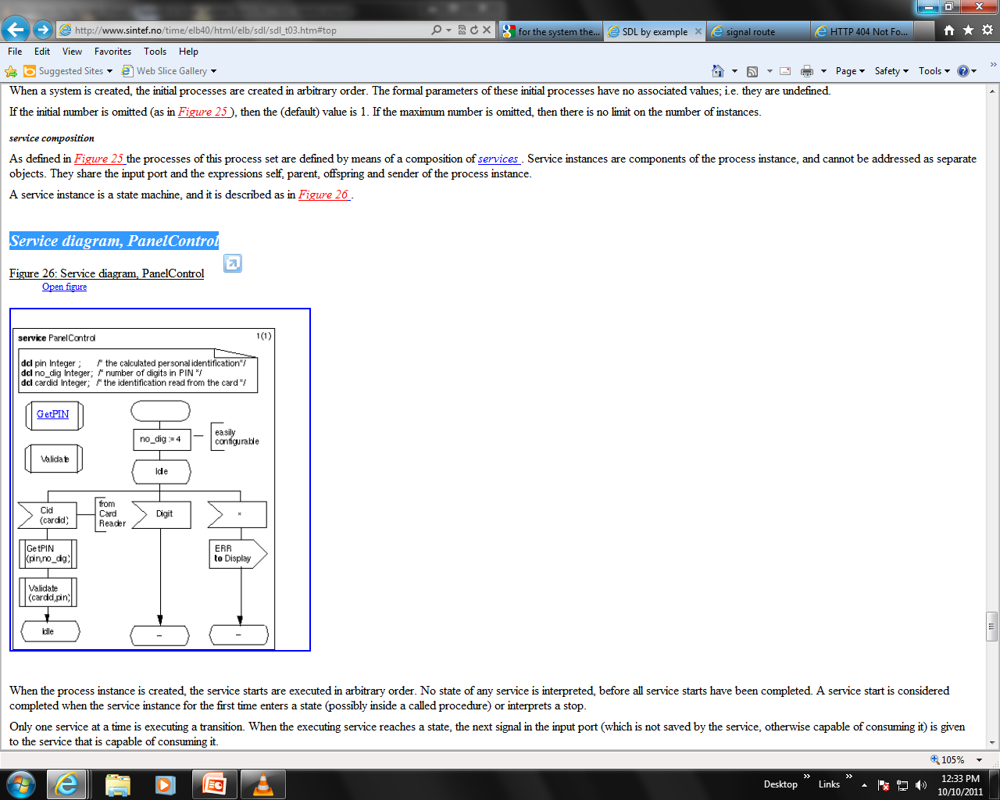 http://www.sintef.no/time/elb40/html/elb/sdl/sdl_t03.htm#top
for the system the...
SDL by example
signal route
HTTP 404 Not Fo...
File Edit View Favorites Tools Help
Suggested Sites
Web Slice Gallery
Page Safety Tools
When a system is created, the initial processes are created in arbitrary order. The formal parameters of these initial processes have no associated values; i.e. they are undefined.
If the initial number is omitted (as in Figure 25 ), then the (default) value is 1. If the maximum number is omitted, then there is no limit on the number of instances.
service composition
As defined in Figure 25 the processes of this process set are defined by means of a composition of services . Service instances are components of the process instance, and cannot be addressed as separate
objects. They share the input port and the expressions self, parent, offspring and sender of the process instance.
A service instance is a state machine, and it is described as in Figure 26 .
Service diagram, PanelControl
Figure 26: Service diagram, PanelControl
Open figure
service PanelControl
1(1)
dcl pin Integer ; /* the calculated personal identification*/
dcl no_dig Integer; /* number of digits in PIN */
dcl cardid Integer; /* the identification read from the card */
GetPIN
no_dig := 4
easily
configurable
Validate
Idle
Cid
(cardid)
from
Card
Reader
Digit
*
GetPIN
(pin,no_dig)
ERR
to Display
Validate
(cardid,pin)
Idle
–
–
When the process instance is created, the service starts are executed in arbitrary order. No state of any service is interpreted, before all service starts have been completed. A service start is considered
completed when the service instance for the first time enters a state (possibly inside a called procedure) or interprets a stop.
Only one service at a time is executing a transition. When the executing service reaches a state, the next signal in the input port (which is not saved by the service, otherwise capable of consuming it) is given
to the service that is capable of consuming it.
105%
Desktop
Links
12:33 PM
10/10/2011